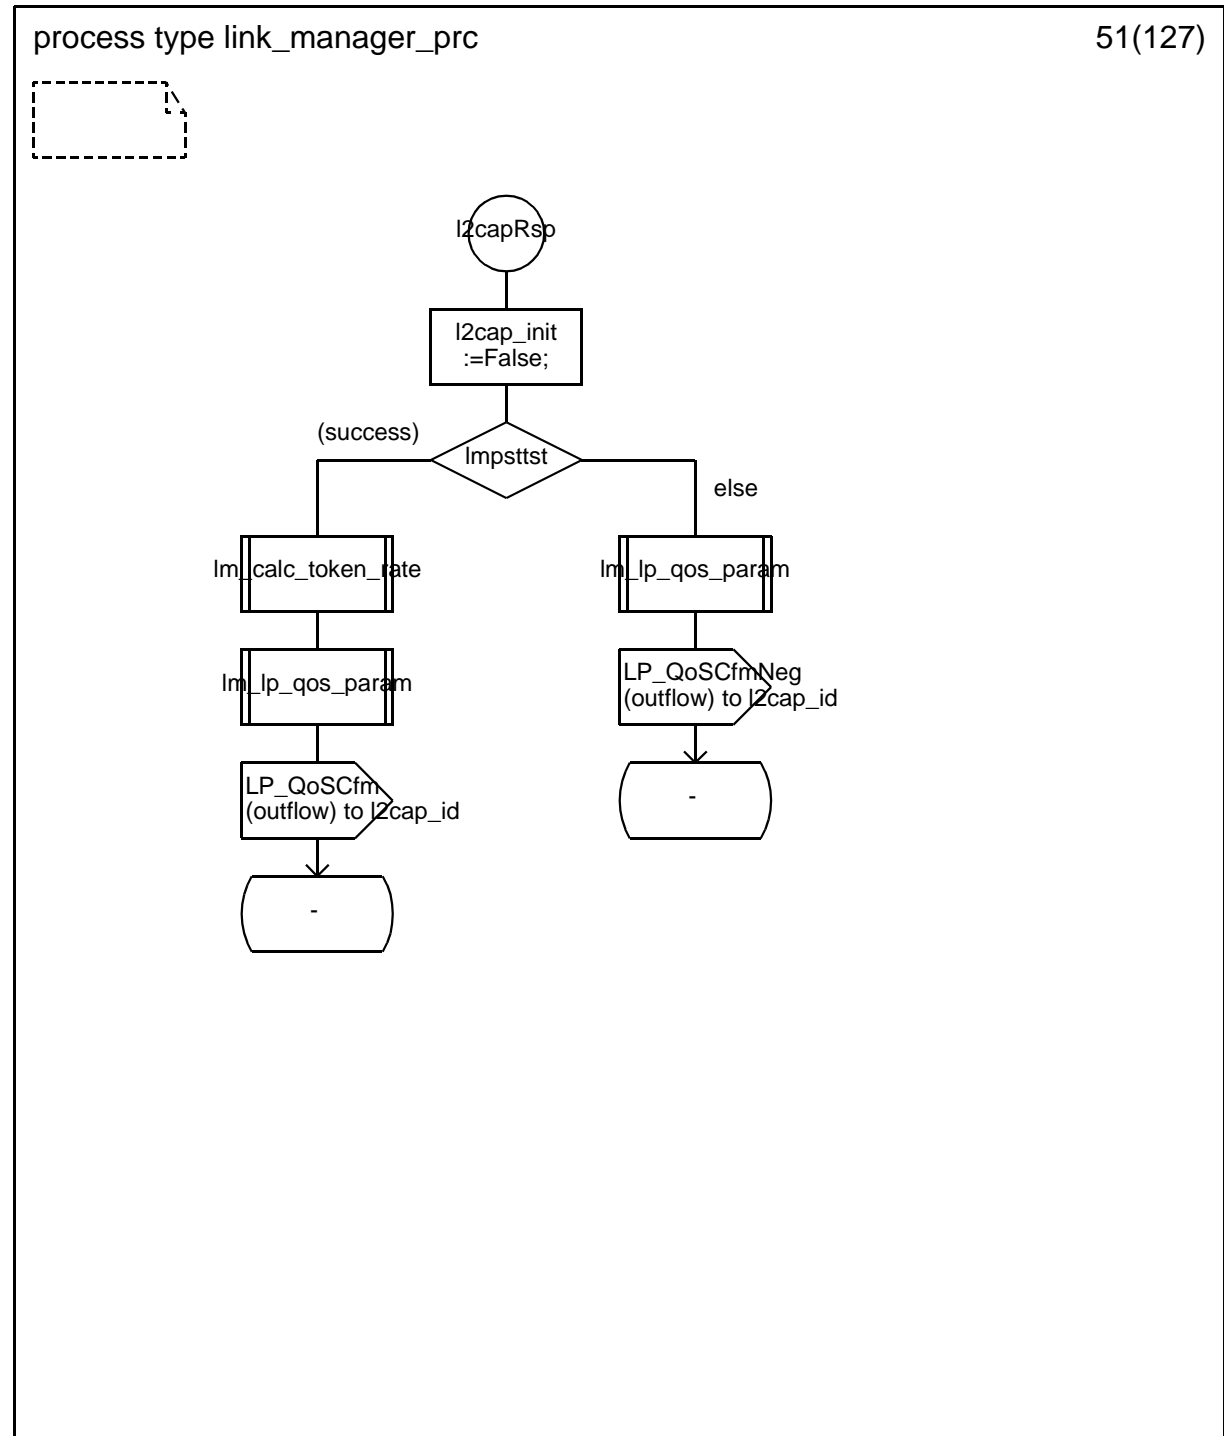 process type link_manager_prc
51(127)
l2capRsp
l2cap_init
:=False;
(success)
lmpsttst
else
lm_calc_token_rate
lm_lp_qos_param
lm_lp_qos_param
LP_QoSCfmNeg
(outflow) to l2cap_id
LP_QoSCfm
(outflow) to l2cap_id
-
-